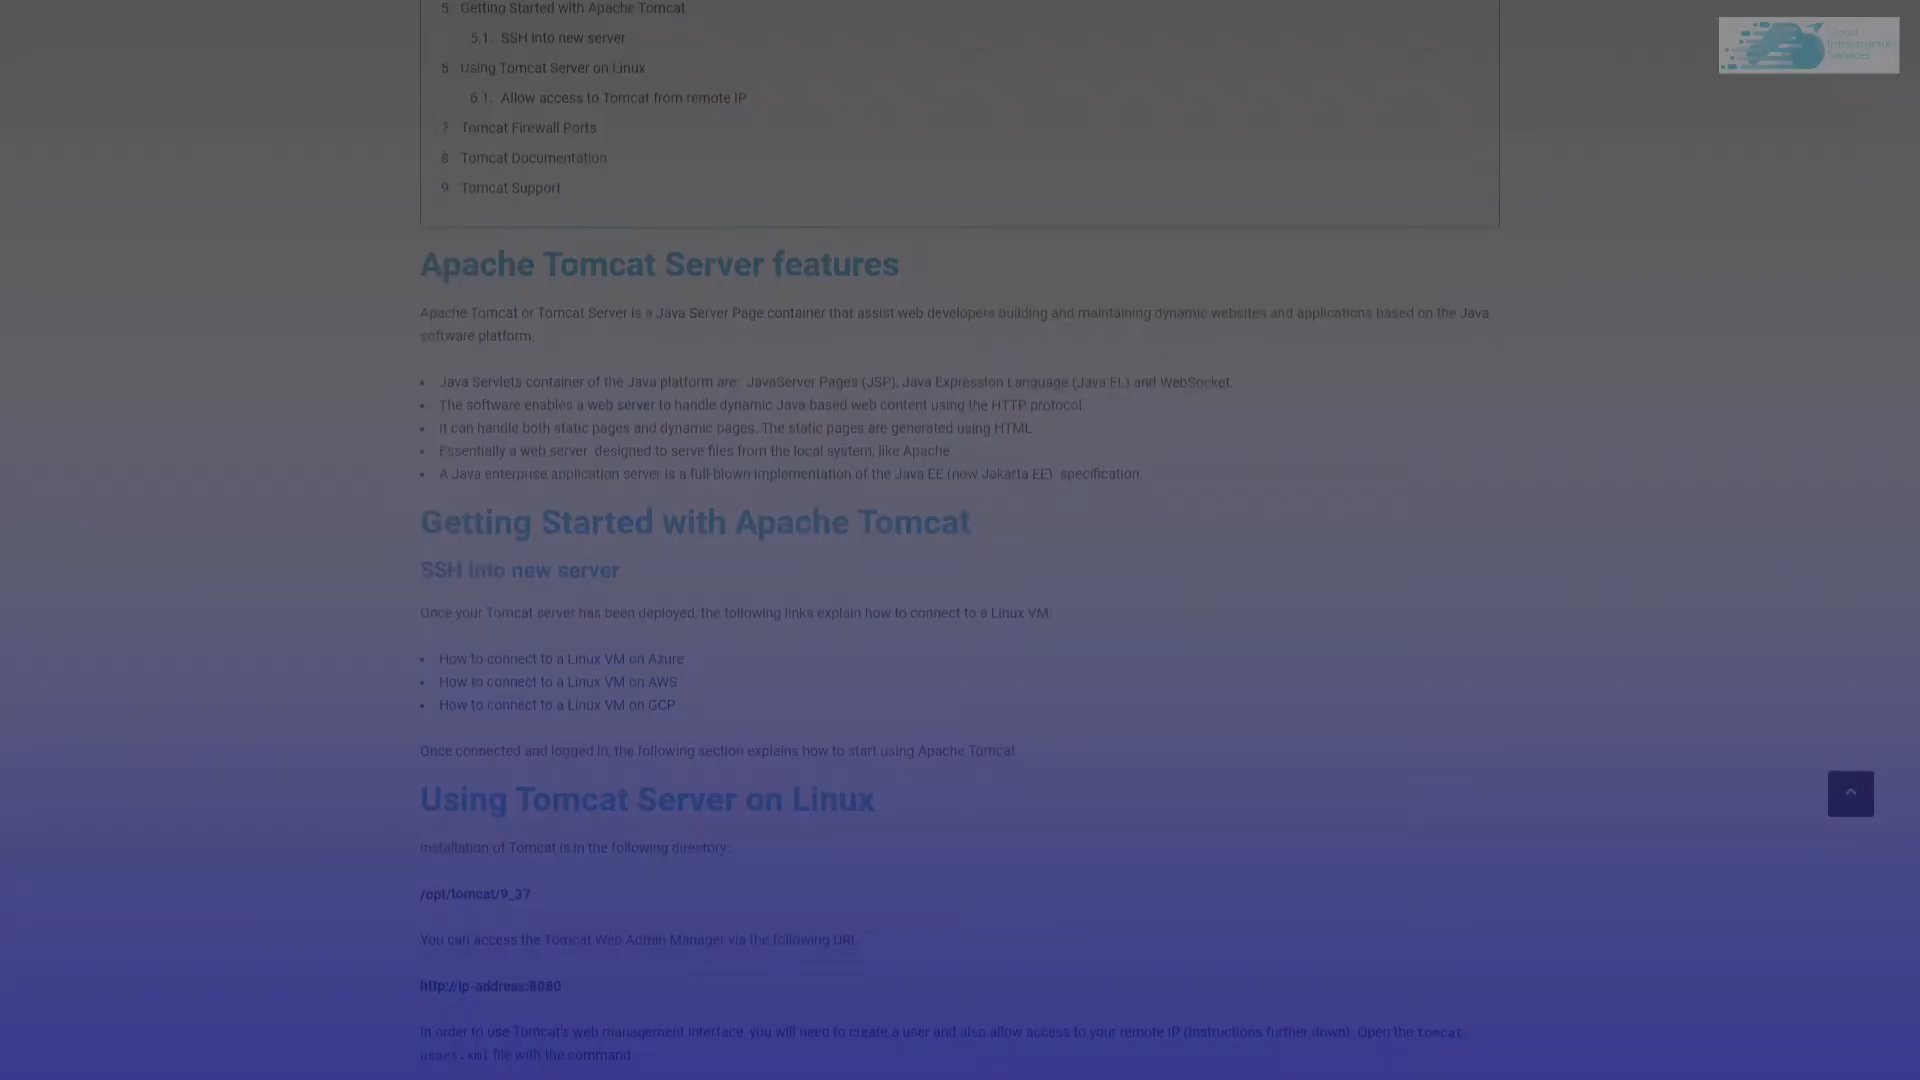 5 Getting Started with Apache Tomcat
5.1. SSH into new server
6 Using Tomcat Server on Linux
6.1. Allow access to Tomcat from remote IP
7 Tomcat Firewall Ports
8 Tomcat Documentation
9 Tomcat Support
Cloud
Infrastructure
Services
Apache Tomcat Server features
Apache Tomcat or Tomcat Server is a Java Server Page container that assist web developers building and maintaining dynamic websites and applications based on the Java
software platform.
• Java Servlets container of the Java platform are: JavaServer Pages (JSP), Java Expression Language (Java EL) and WebSocket.
• The software enables a web server to handle dynamic Java based web content using the HTTP protocol.
• It can handle both static pages and dynamic pages. The static pages are generated using HTML.
• Essentially a web server designed to serve files from the local system, like Apache.
• A Java enterprise application server is a full-blown implementation of the Java EE (now Jakarta EE) specification.
Getting Started with Apache Tomcat
SSH into new server
Once your Tomcat server has been deployed, the following links explain how to connect to a Linux VM:
• How to connect to a Linux VM on Azure
• How to connect to a Linux VM on AWS
• How to connect to a Linux VM on GCP
Once connected and logged in, the following section explains how to start using Apache Tomcat.
Using Tomcat Server on Linux
Installation of Tomcat is in the following directory:
/opt/tomcat/9_37
You can access the Tomcat Web Admin Manager via the following URL:
http://ip-address:8080
In order to use Tomcat's web management interface, you will need to create a user and also allow access to your remote IP (Instructions further down). Open the tomcat-
users.xml file with the command: